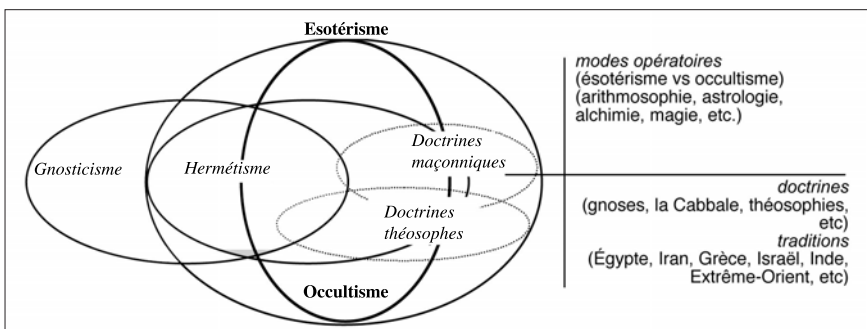 Esotérisme
Gnosticisme
Hermétisme
Doctrines
maçonniques
Doctrines
théosophes
Occultisme
modes opératoires
(ésotérisme vs occultisme)
(arithmosophie, astrologie,
alchimie, magie, etc.)
doctrines
(gnoses, la Cabbale, théosophies,
etc)
traditions
(Égypte, Iran, Grèce, Israël, Inde,
Extrême-Orient, etc)